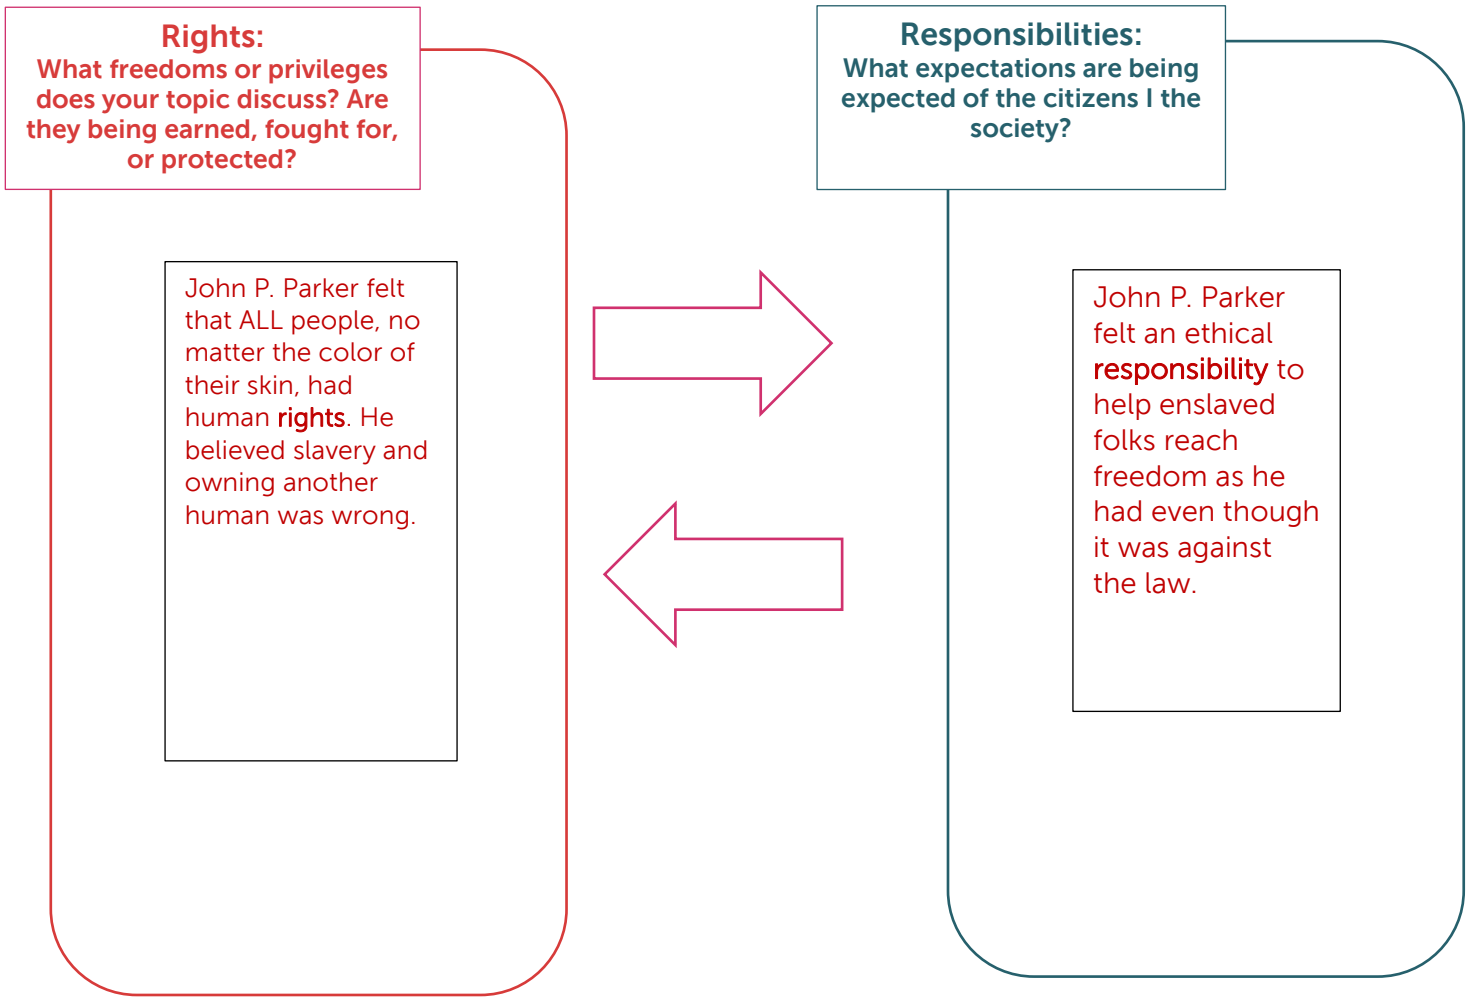 Rights:
What freedoms or privileges
does your topic discuss? Are
they being earned, fought for,
or protected?
John P. Parker felt
that ALL people, no
matter the color of
their skin, had
human rights. He
believed slavery and
owning another
human was wrong.
Responsibilities:
What expectations are being
expected of the citizens I the
society?
John P. Parker
felt an ethical
responsibility to
help enslaved
folks reach
freedom as he
had even though
it was against
the law.